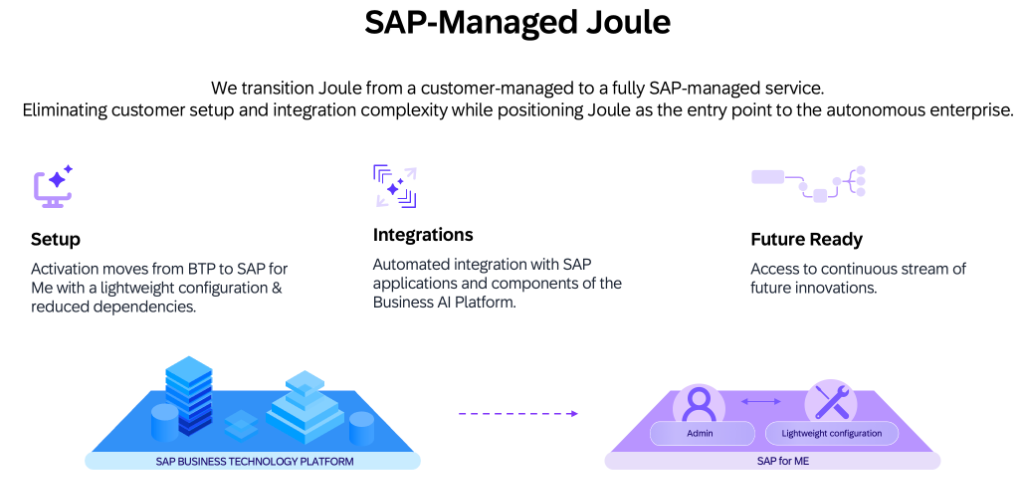 SAP-Managed Joule
We transition Joule from a customer-managed to a fully SAP-managed service.
Eliminating customer setup and integration complexity while positioning Joule as the entry point to the autonomous enterprise.
Setup
Activation moves from BTP to SAP for
Me with a lightweight configuration &
reduced dependencies.
Integrations
Automated integration with SAP
applications and components of the
Business AI Platform.
Future Ready
Access to continuous stream of
future innovations.
SAP BUSINESS TECHNOLOGY PLATFORM
Admin
Lightweight configuration
SAP for ME